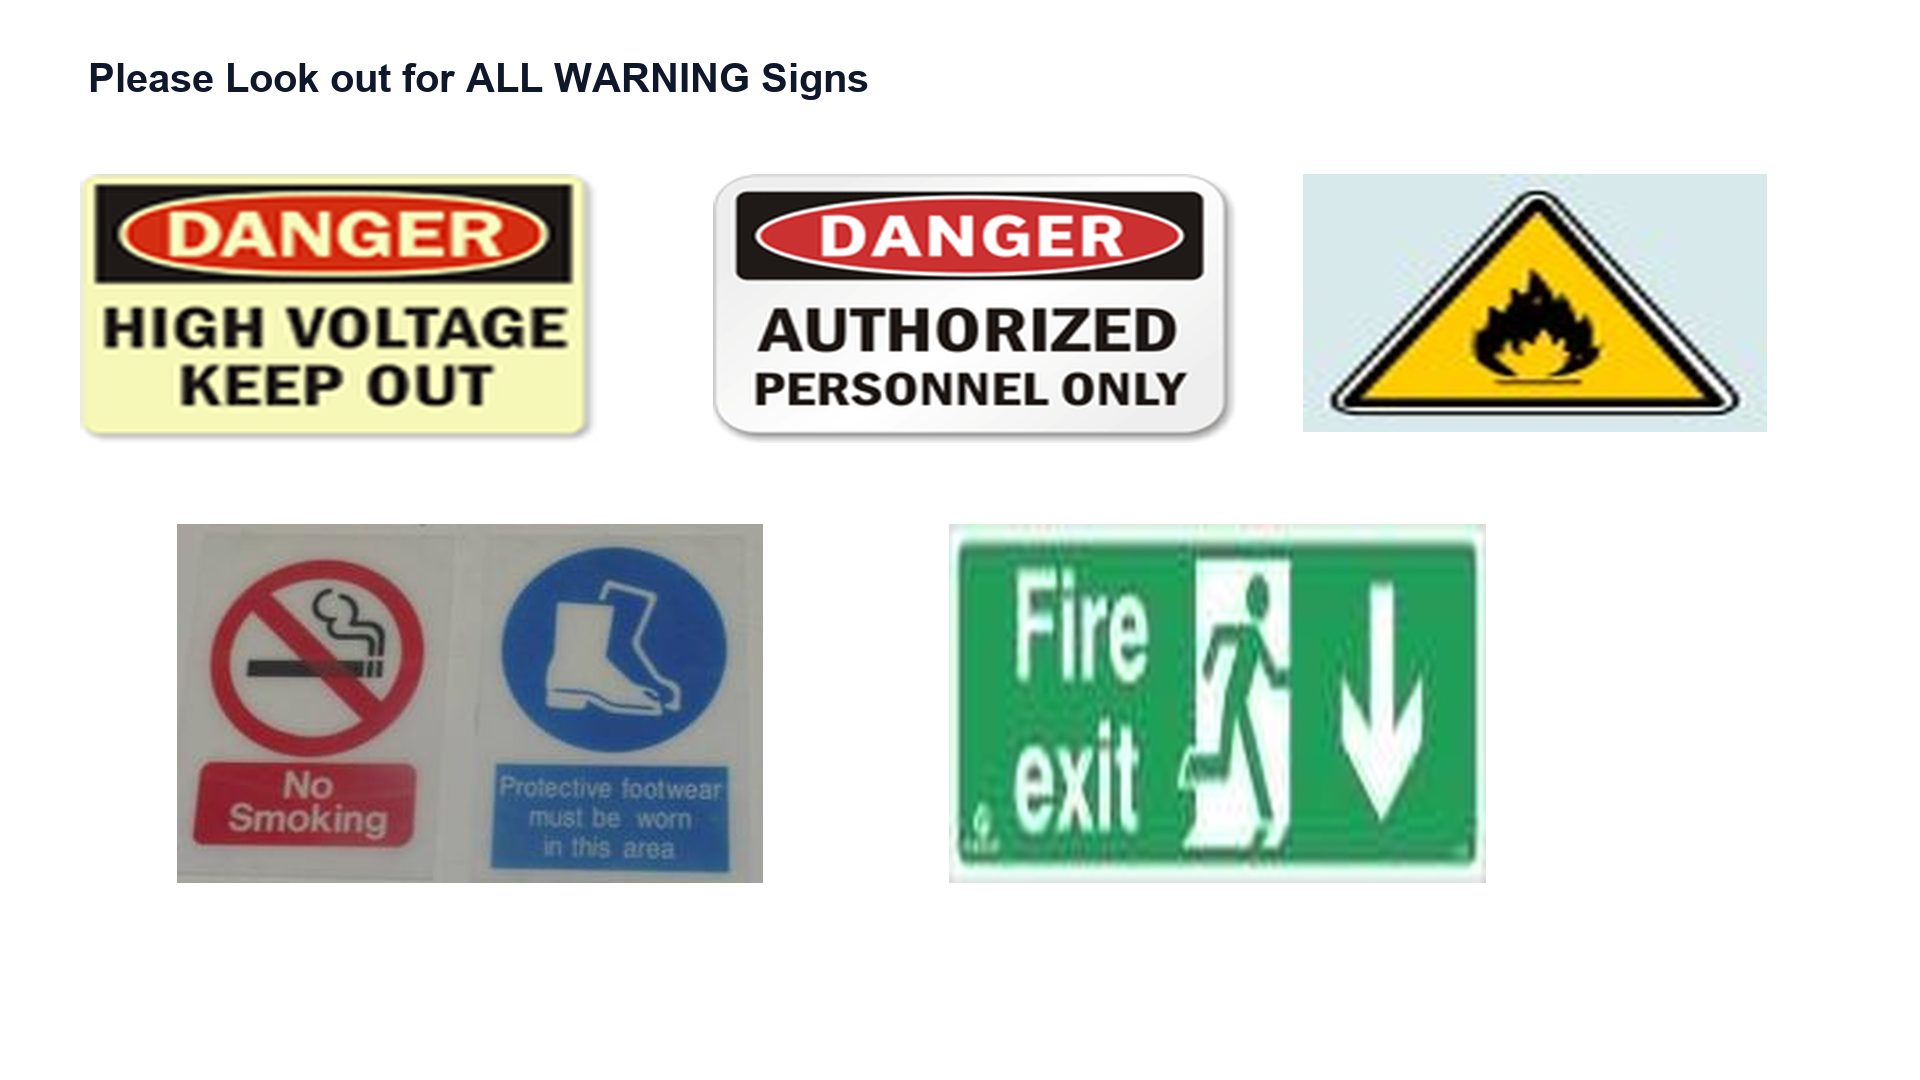 Please Look out for ALL WARNING Signs
DANGER
HIGH VOLTAGE
KEEP OUT
DANGER
AUTHORIZED
PERSONNEL ONLY
No
Smoking
Protective footwear
must be worn
in this area
Fire
exit